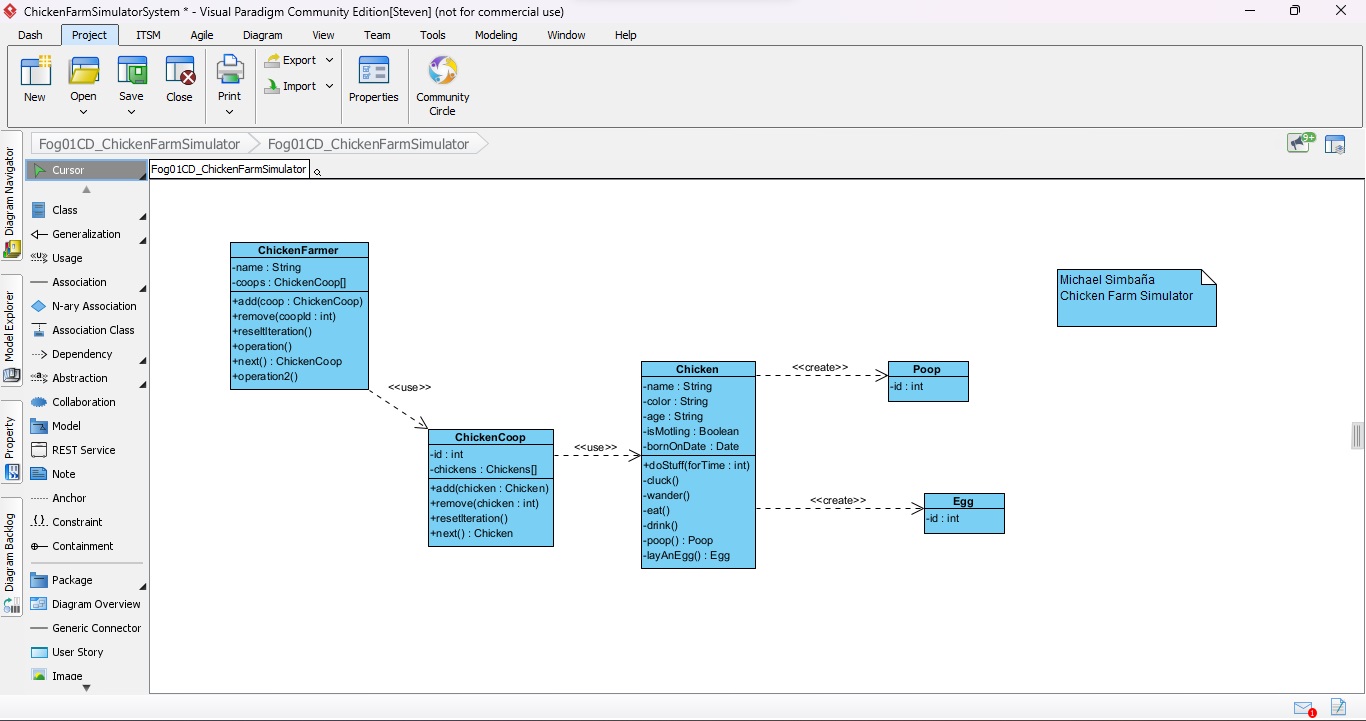 ChickenFarmSimulatorSystem * - Visual Paradigm Community Edition[Steven] (not for commercial use)
Dash Project ITSM Agile Diagram View Team Tools Modeling Window Help
New Open Save Close Print Export Import Properties Community Circle
Fog01CD_ChickenFarmSimulator Fog01CD_ChickenFarmSimulator
9+
Diagram Navigator
Model Explorer
Property
Diagram Backlog
Cursor
Class
Generalization
«U» Usage
Association
N-ary Association
Association Class
Dependency
«a» Abstraction
Collaboration
Model
REST Service
Note
Anchor
{} Constraint
Containment
Package
Diagram Overview
Generic Connector
User Story
Image
Fog01CD_ChickenFarmSimulator
ChickenFarmer
-name : String
-coops : ChickenCoop[]
+add(coop : ChickenCoop)
+remove(coopId : int)
+resetIteration()
+operation()
+next() : ChickenCoop
+operation2()
<<use>>
ChickenCoop
-id : int
-chickens : Chickens[]
+add(chicken : Chicken)
+remove(chicken : int)
+resetIteration()
+next() : Chicken
<<use>>
Chicken
-name : String
-color : String
-age : String
-isMotling : Boolean
-bornOnDate : Date
+doStuff(forTime : int)
-cluck()
-wander()
-eat()
-drink()
-poop() : Poop
-layAnEgg() : Egg
<<create>>
Poop
-id : int
<<create>>
Egg
-id : int
Michael Simbaña
Chicken Farm Simulator
1